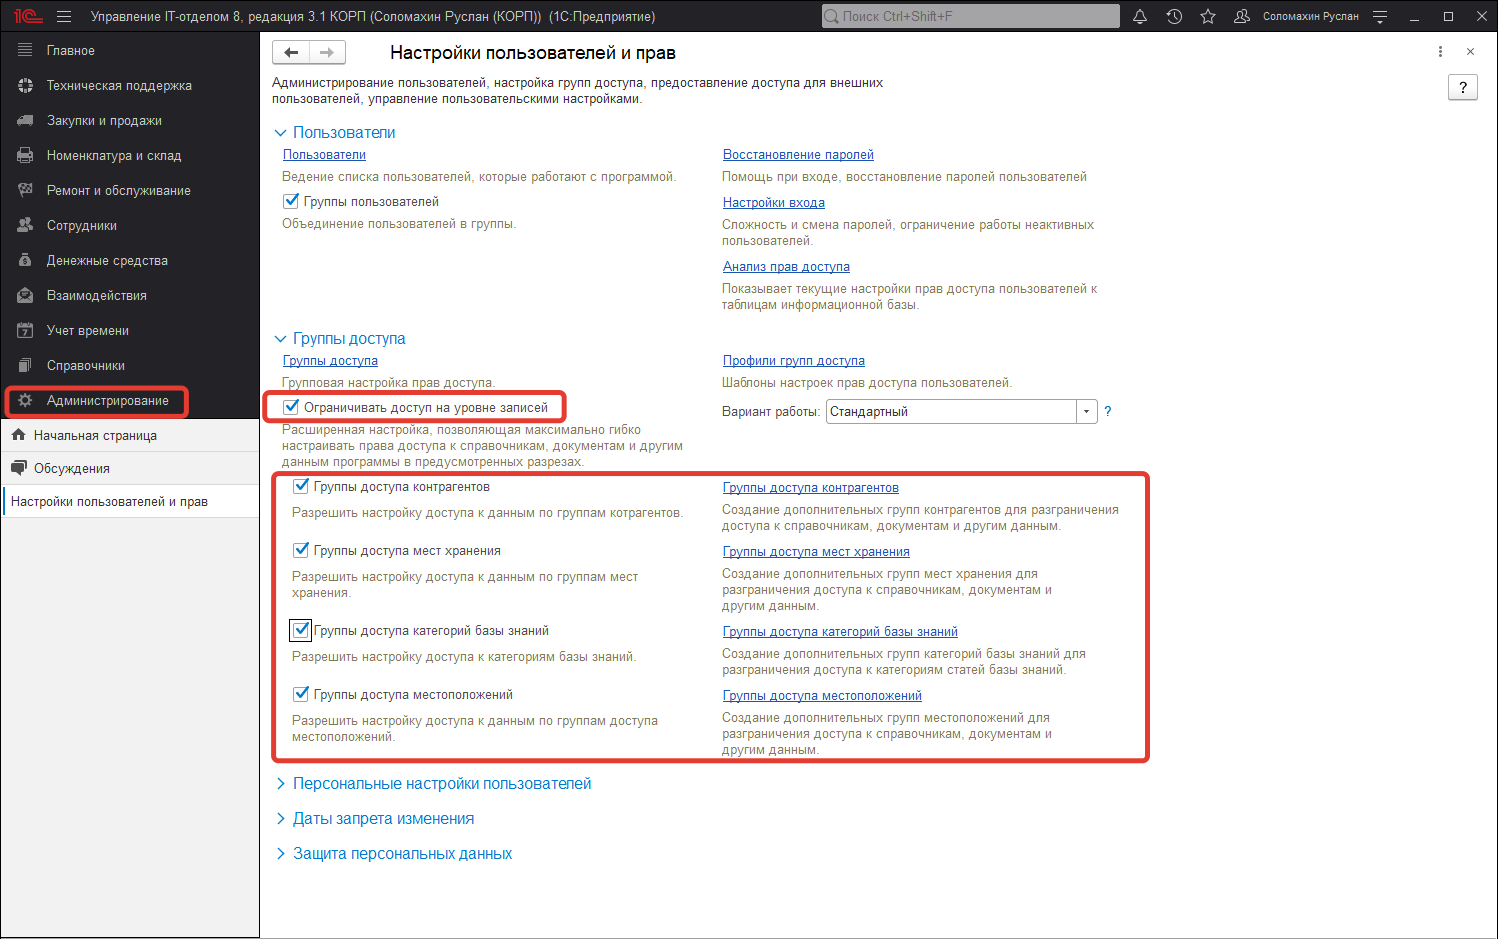 1С Управление IT-отделом 8, редакция 3.1 КОРП (Соломахин Руслан (КОРП)) (1С:Предприятие)
Поиск Ctrl+Shift+F
Соломахин Руслан
Главное
Техническая поддержка
Закупки и продажи
Номенклатура и склад
Ремонт и обслуживание
Сотрудники
Денежные средства
Взаимодействия
Учет времени
Справочники
Администрирование
Начальная страница
Обсуждения
Настройки пользователей и прав
Настройки пользователей и прав
Администрирование пользователей, настройка групп доступа, предоставление доступа для внешних
пользователей, управление пользовательскими настройками.
?
Пользователи
Пользователи
Ведение списка пользователей, которые работают с программой.
Группы пользователей
Объединение пользователей в группы.
Восстановление паролей
Помощь при входе, восстановление паролей пользователей
Настройки входа
Сложность и смена паролей, ограничение работы неактивных
пользователей.
Анализ прав доступа
Показывает текущие настройки прав доступа пользователей к
таблицам информационной базы.
Группы доступа
Группы доступа
Групповая настройка прав доступа.
Ограничивать доступ на уровне записей
Расширенная настройка, позволяющая максимально гибко
настраивать права доступа к справочникам, документам и другим
данным программы в предусмотренных разрезах.
Профили групп доступа
Шаблоны настроек прав доступа пользователей.
Вариант работы: Стандартный ?
Группы доступа контрагентов
Разрешить настройку доступа к данным по группам котрагентов.
Группы доступа контрагентов
Создание дополнительных групп контрагентов для разграничения
доступа к справочникам, документам и другим данным.
Группы доступа мест хранения
Разрешить настройку доступа к данным по группам мест
хранения.
Группы доступа мест хранения
Создание дополнительных групп мест хранения для
разграничения доступа к справочникам, документам и
другим данным.
Группы доступа категорий базы знаний
Разрешить настройку доступа к категориям базы знаний.
Группы доступа категорий базы знаний
Создание дополнительных групп категорий базы знаний для
разграничения доступа к категориям статей базы знаний.
Группы доступа местоположений
Разрешить настройку доступа к данным по группам доступа
местоположений.
Группы доступа местоположений
Создание дополнительных групп местоположений для
разграничения доступа к справочникам, документам и
другим данным.
Персональные настройки пользователей
Даты запрета изменения
Защита персональных данных